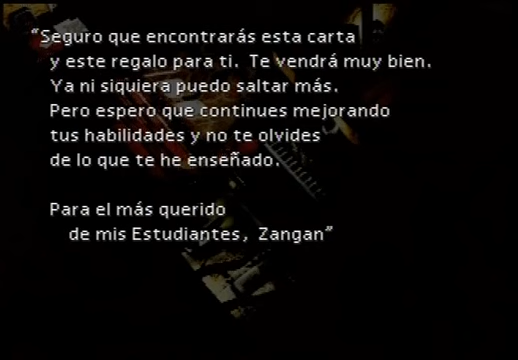 “Seguro que encontrarás esta carta
y este regalo para ti. Te vendrá muy bien.
Ya ni siquiera puedo saltar más.
Pero espero que continues mejorando
tus habilidades y no te olvides
de lo que te he enseñado.
Para el más querido
de mis Estudiantes, Zangan”